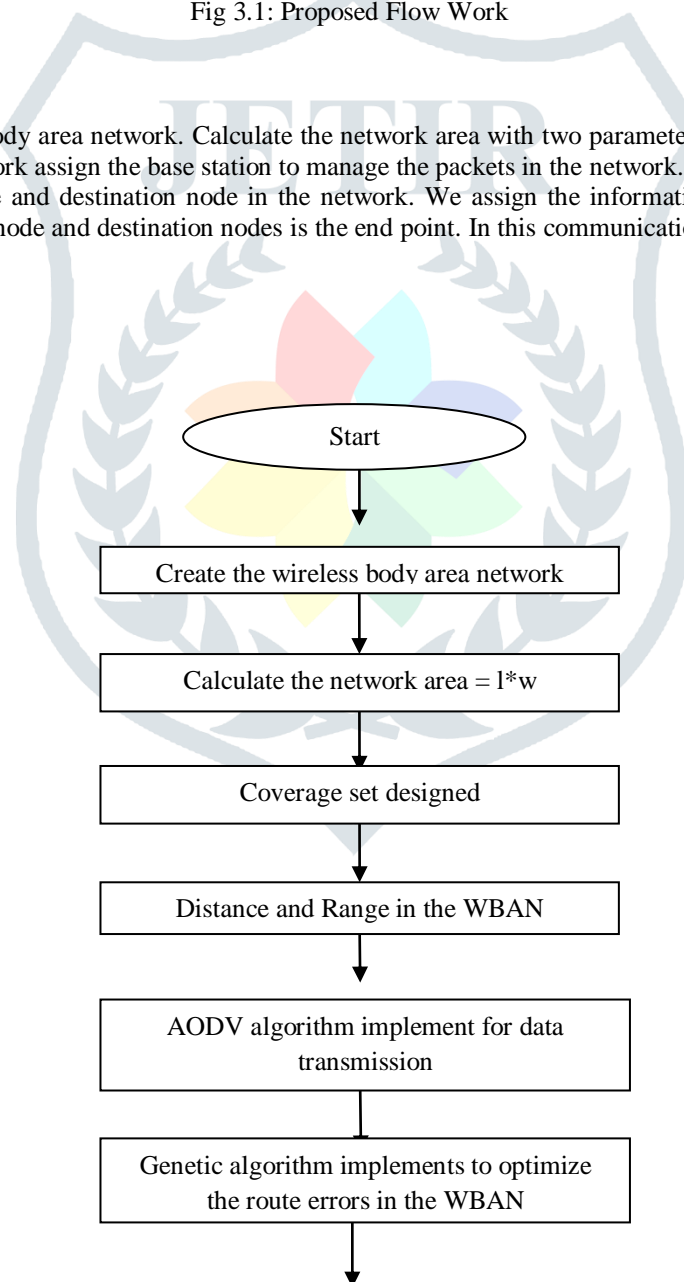 Fig 3.1: Proposed Flow Work
JETIR
ody area network. Calculate the network area with two paramete
ork assign the base station to manage the packets in the network.
e and destination node in the network. We assign the informati
node and destination nodes is the end point. In this communicati
Start
Create the wireless body area network
Calculate the network area = l*w
Coverage set designed
Distance and Range in the WBAN
AODV algorithm implement for data
transmission
Genetic algorithm implements to optimize
the route errors in the WBAN